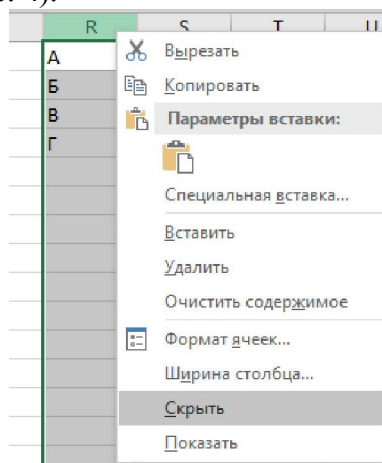 R S T U
А
Б
В
Г
Вырезать
Копировать
Параметры вставки:
Специальная вставка...
Вставить
Удалить
Очистить содержимое
Формат ячеек...
Ширина столбца...
Скрыть
Показать